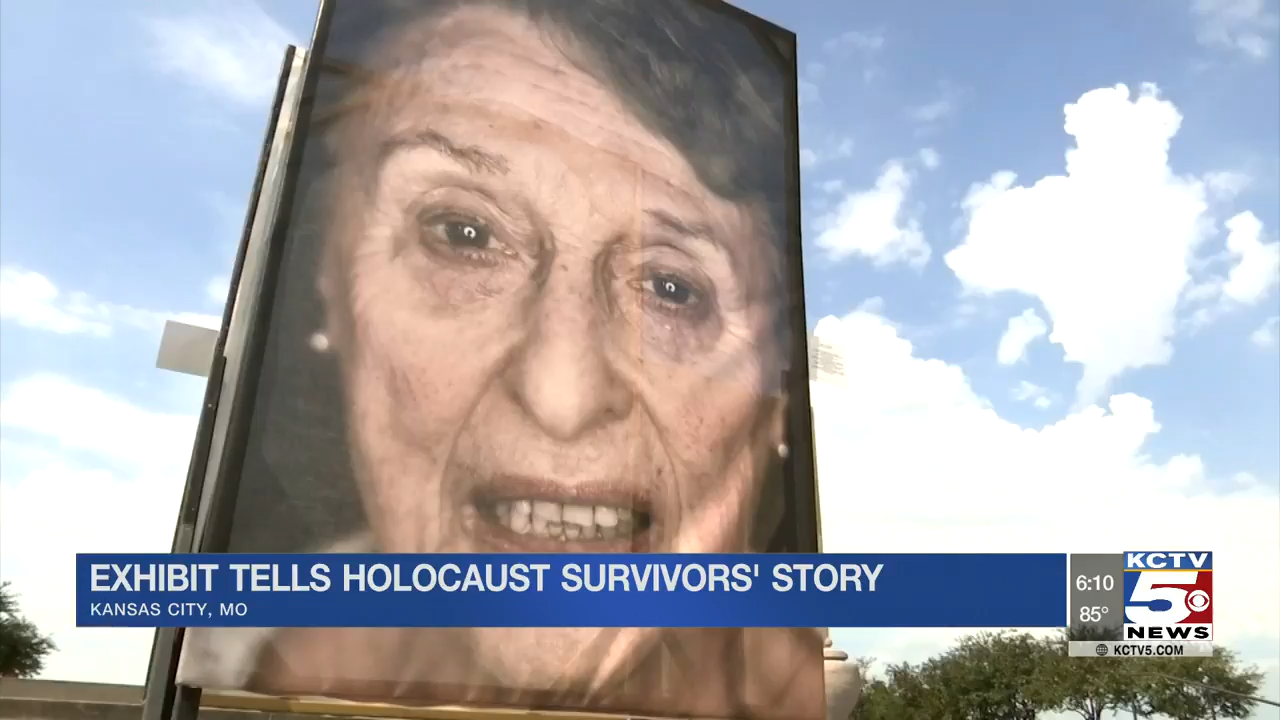 EXHIBIT TELLS HOLOCAUST SURVIVORS' STORY
KANSAS CITY, MO
6:10
85°
KCTV
5
NEWS
KCTV5.COM